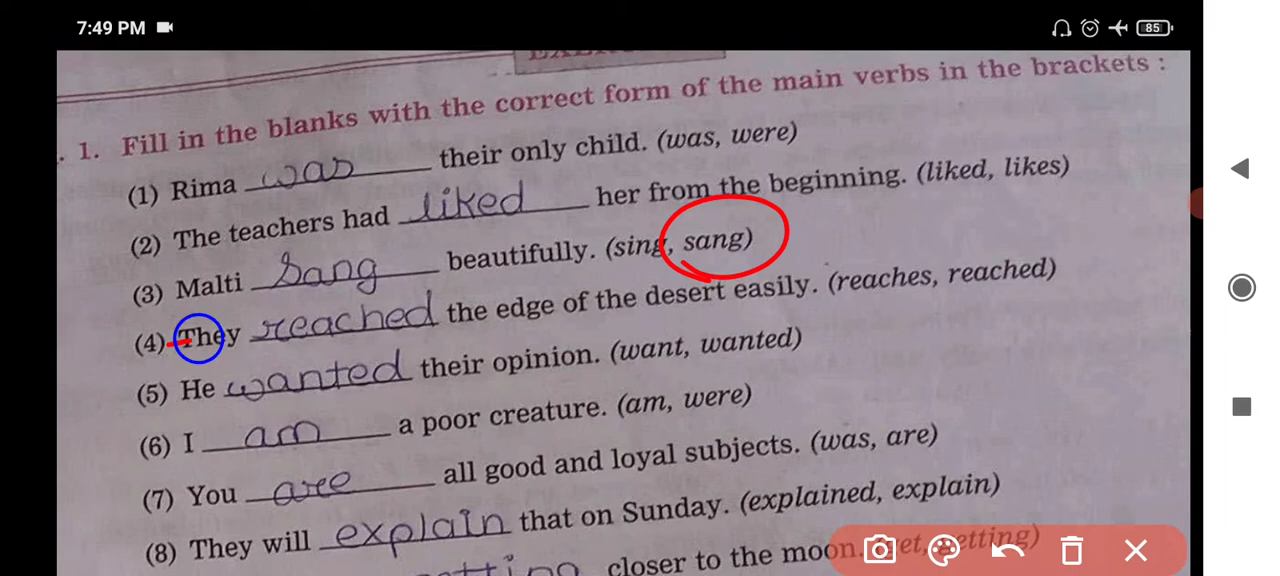 7:49 PM
85
1. Fill in the blanks with the correct form of the main verbs in the brackets :
(1) Rima was their only child. (was, were)
(2) The teachers had liked her from the beginning. (liked, likes)
(3) Malti Sang beautifully. (sing, sang)
(4) They reached the edge of the desert easily. (reaches, reached)
(5) He wanted their opinion. (want, wanted)
(6) I am a poor creature. (am, were)
(7) You are all good and loyal subjects. (was, are)
(8) They will explain that on Sunday. (explained, explain)
closer to the moon. (get, getting)